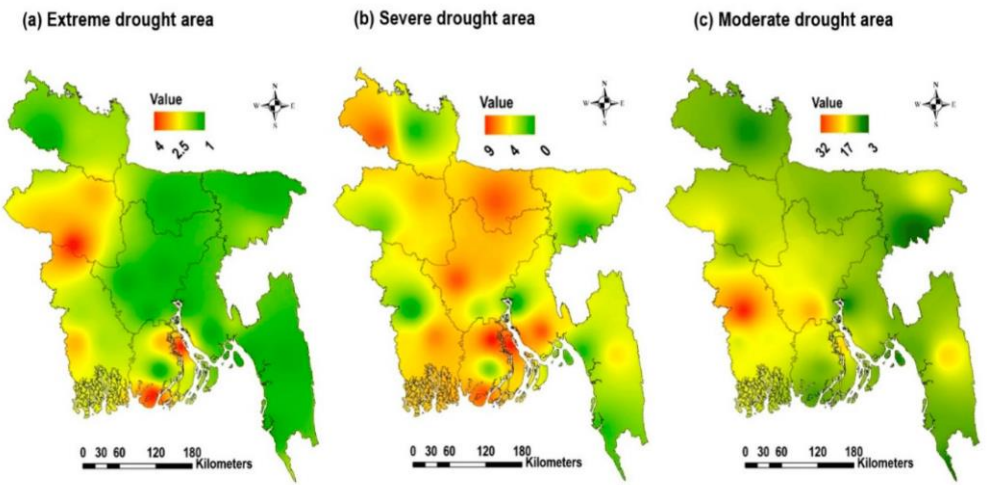 (a) Extreme drought area
(b) Severe drought area
(c) Moderate drought area
Value
4 2.5 1
N
W E
S
0 30 60 120 180
Kilometers
Value
9 4 0
N
W E
S
0 30 60 120 180
Kilometers
Value
32 17 3
N
W E
S
0 30 60 120 180
Kilometers